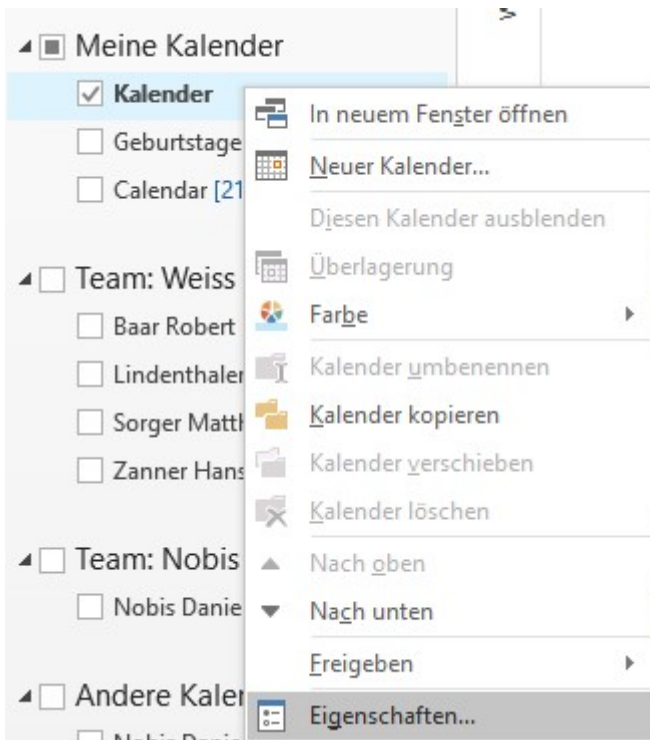 Meine Kalender
Kalender
Geburtstage
Calendar [21
Team: Weiss
Baar Robert
Lindenthaler
Sorger Matth
Zanner Hans
Team: Nobis
Nobis Danie
Andere Kaler
Nobis Danie
In neuem Fenster öffnen
Neuer Kalender...
Diesen Kalender ausblenden
Überlagerung
Farbe
Kalender umbenennen
Kalender kopieren
Kalender verschieben
Kalender löschen
Nach oben
Nach unten
Freigeben
Eigenschaften...